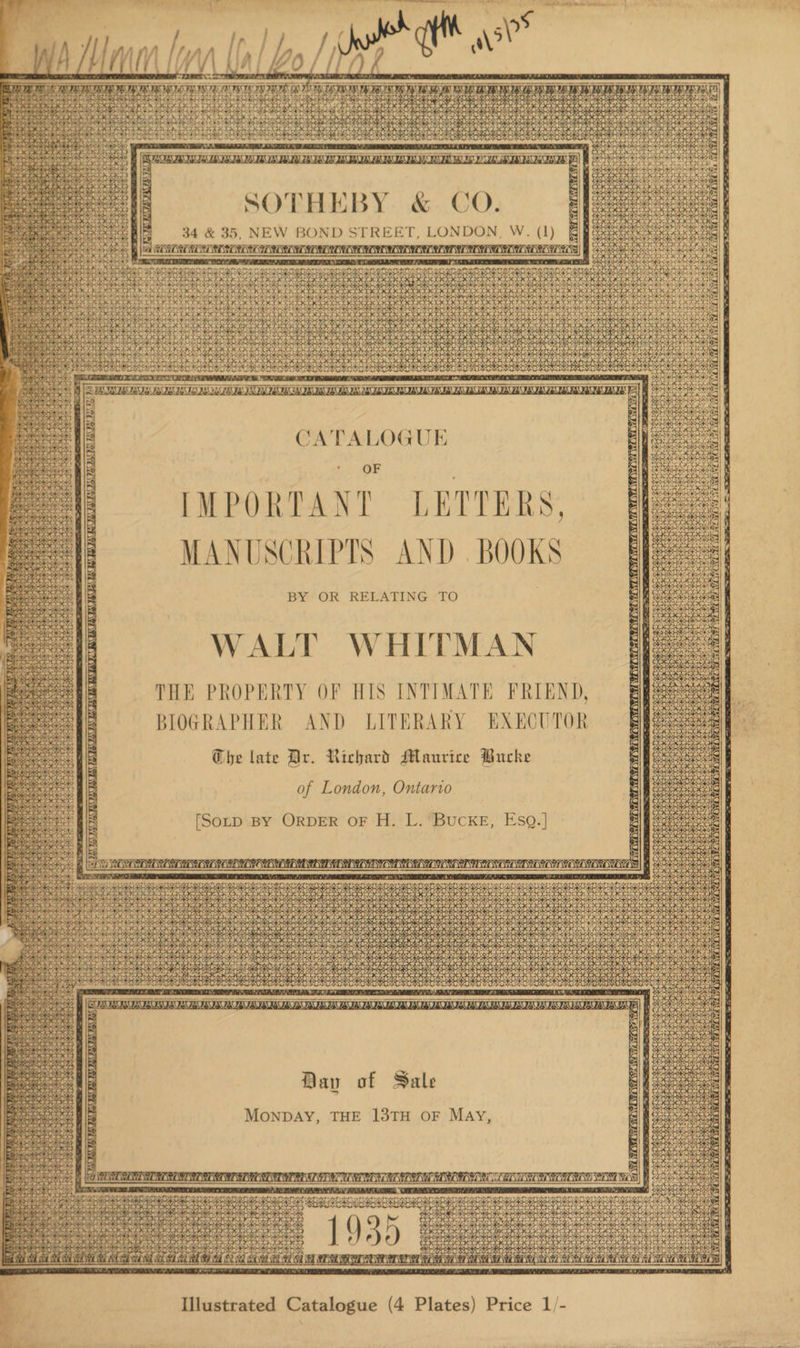 SOTHEBY & CO.
34 & 35, NEW BOND STREET, LONDON, W. (1)
CATALOGUE
OF
IMPORTANT LETTERS,
MANUSCRIPTS AND BOOKS
BY OR RELATING TO
WALT WHITMAN
THE PROPERTY OF HIS INTIMATE FRIEND,
BIOGRAPHER AND LITERARY EXECUTOR
The late Dr. Richard Maurice Bucke
of London, Ontario
[SOLD BY ORDER OF H. L. BUCKE, ESQ.]
Day of Sale
MONDAY, THE 13TH OF MAY,
1935
Illustrated Catalogue (4 Plates) Price 1/-